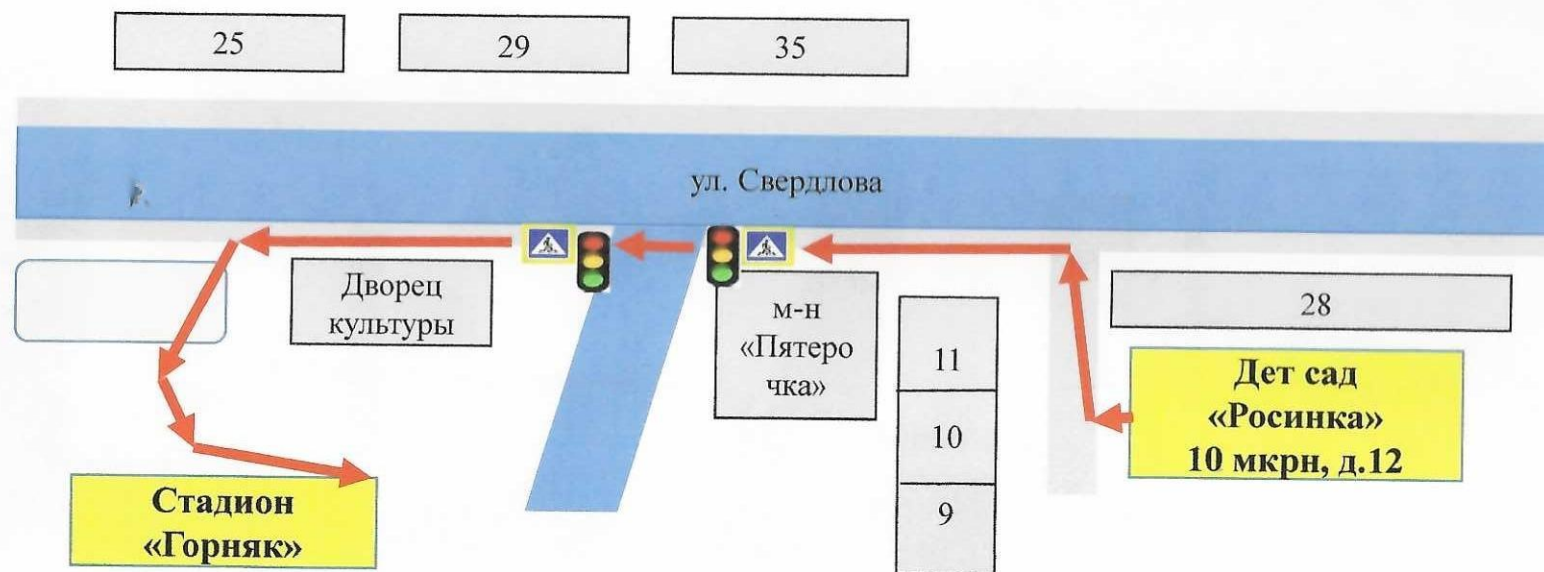 25
29
35
ул. Свердлова
Дворец
культуры
м-н
«Пятеро
чка»
11
10
9
28
Дет сад
«Росинка»
10 мкрн, д.12
Стадион
«Горняк»